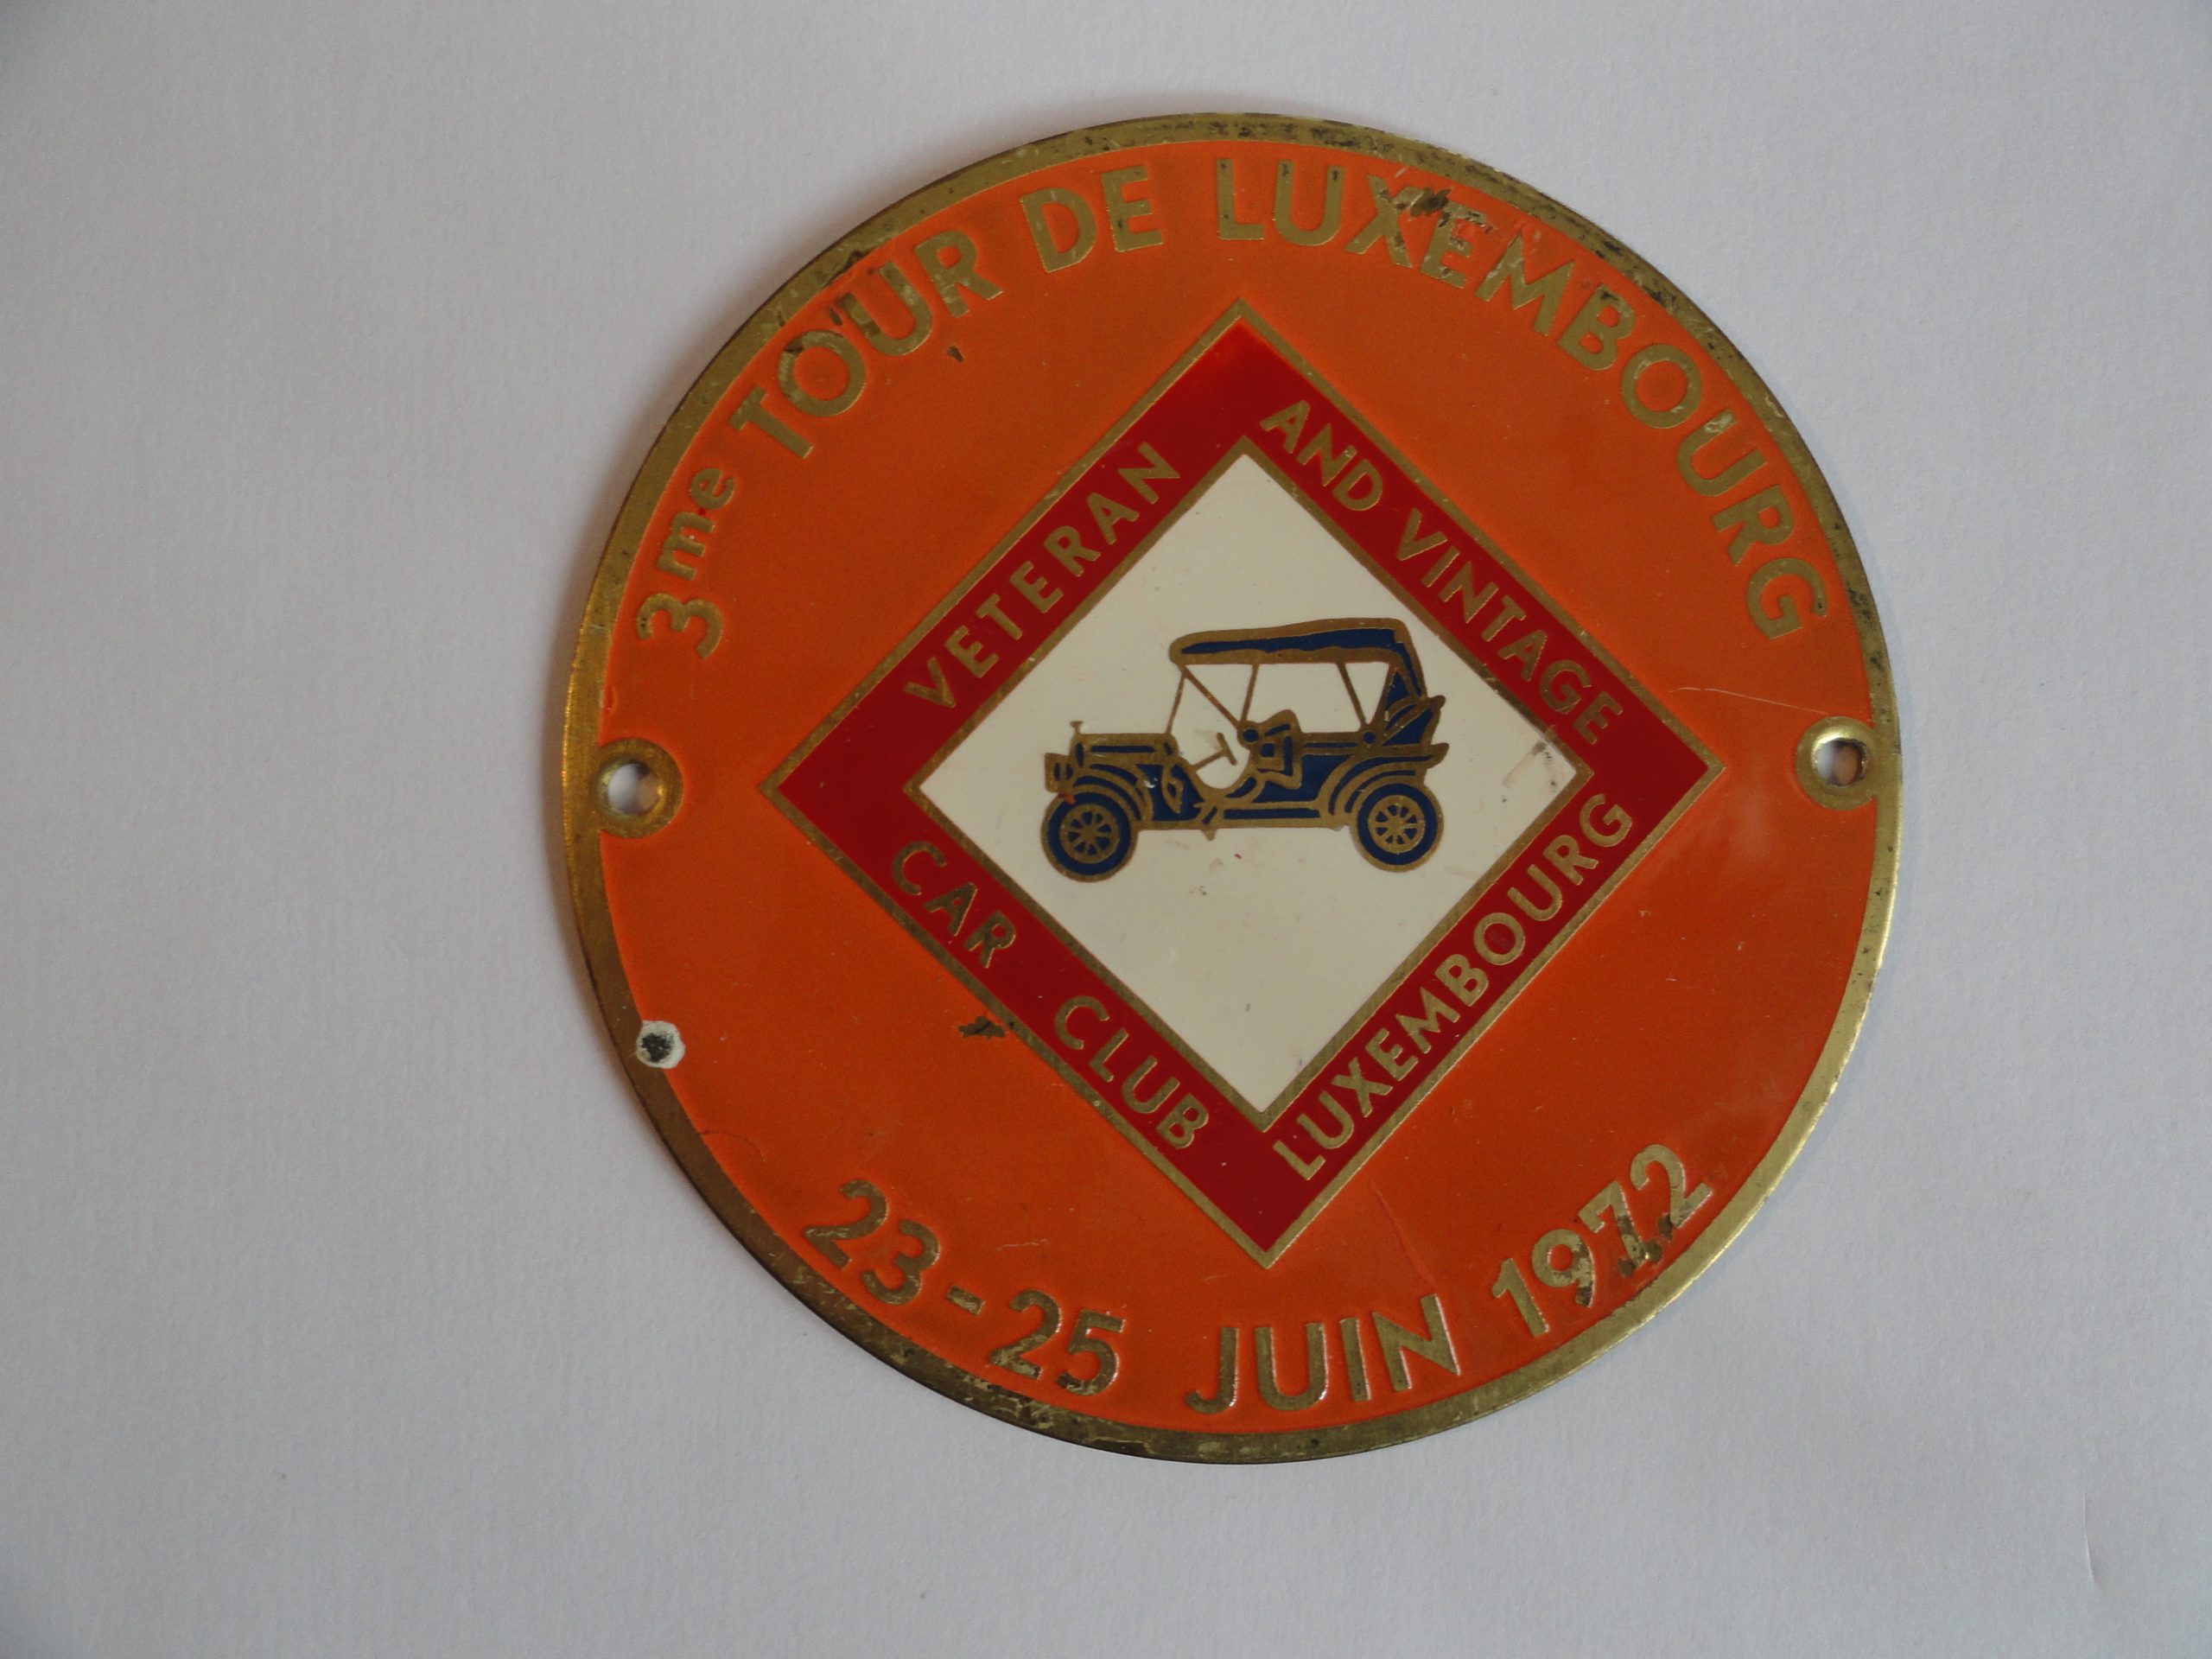 3me TOUR DE LUXEMBOURG
VETERAN
AND VINTAGE
CAR CLUB
LUXEMBOURG
23-25 JUIN 1972